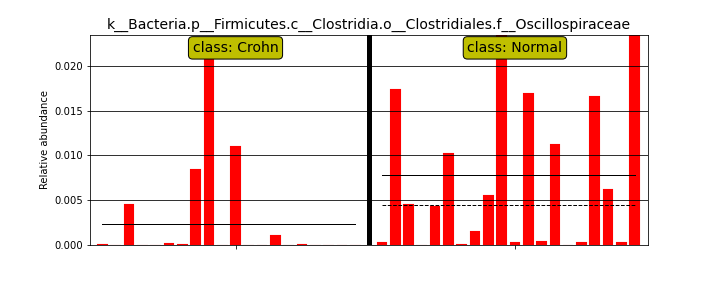 k__Bacteria.p__Firmicutes.c__Clostridia.o__Clostridiales.f__Oscillospiraceae
class: Crohn
class: Normal
0.020
0.015
0.010
0.005
0.000
Relative abundance